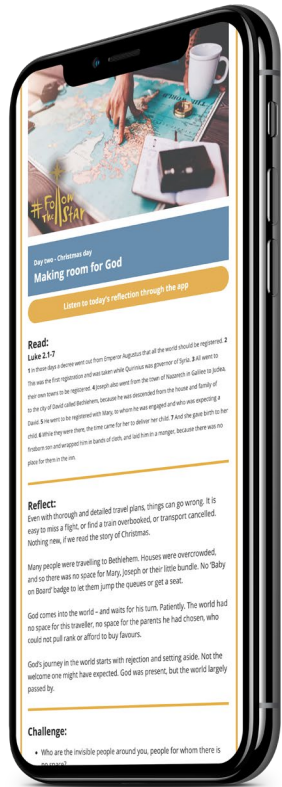 #Follow
the Star
Day two - Christmas day
Making room for God
Listen to today's reflection through the app
Read:
Luke 2.1-7
1 In those days a decree went out from Emperor Augustus that all the world should be registered. 2
This was the first registration and was taken while Quirinius was governor of Syria. 3 All went to
their own towns to be registered. 4 Joseph also went from the town of Nazareth in Galilee to Judea,
to the city of David called Bethlehem, because he was descended from the house and family of
David. 5 He went to be registered with Mary, to whom he was engaged and who was expecting a
child. 6 While they were there, the time came for her to deliver her child. 7 And she gave birth to her
firstborn son and wrapped him in bands of cloth, and laid him in a manger, because there was no
place for them in the inn.
Reflect:
Even with thorough and detailed travel plans, things can go wrong. It is
easy to miss a flight, or find a train overbooked, or transport cancelled.
Nothing new, if we read the story of Christmas.
Many people were travelling to Bethlehem. Houses were overcrowded,
and so there was no space for Mary, Joseph or their little bundle. No 'Baby
on Board' badge to let them jump the queues or get a seat.
God comes into the world – and waits for his turn. Patiently. The world had
no space for this traveller, no space for the parents he had chosen, who
could not pull rank or afford to buy favours.
God's journey in the world starts with rejection and setting aside. Not the
welcome one might have expected. God was present, but the world largely
passed by.
Challenge:
• Who are the invisible people around you, people for whom there is
no space?